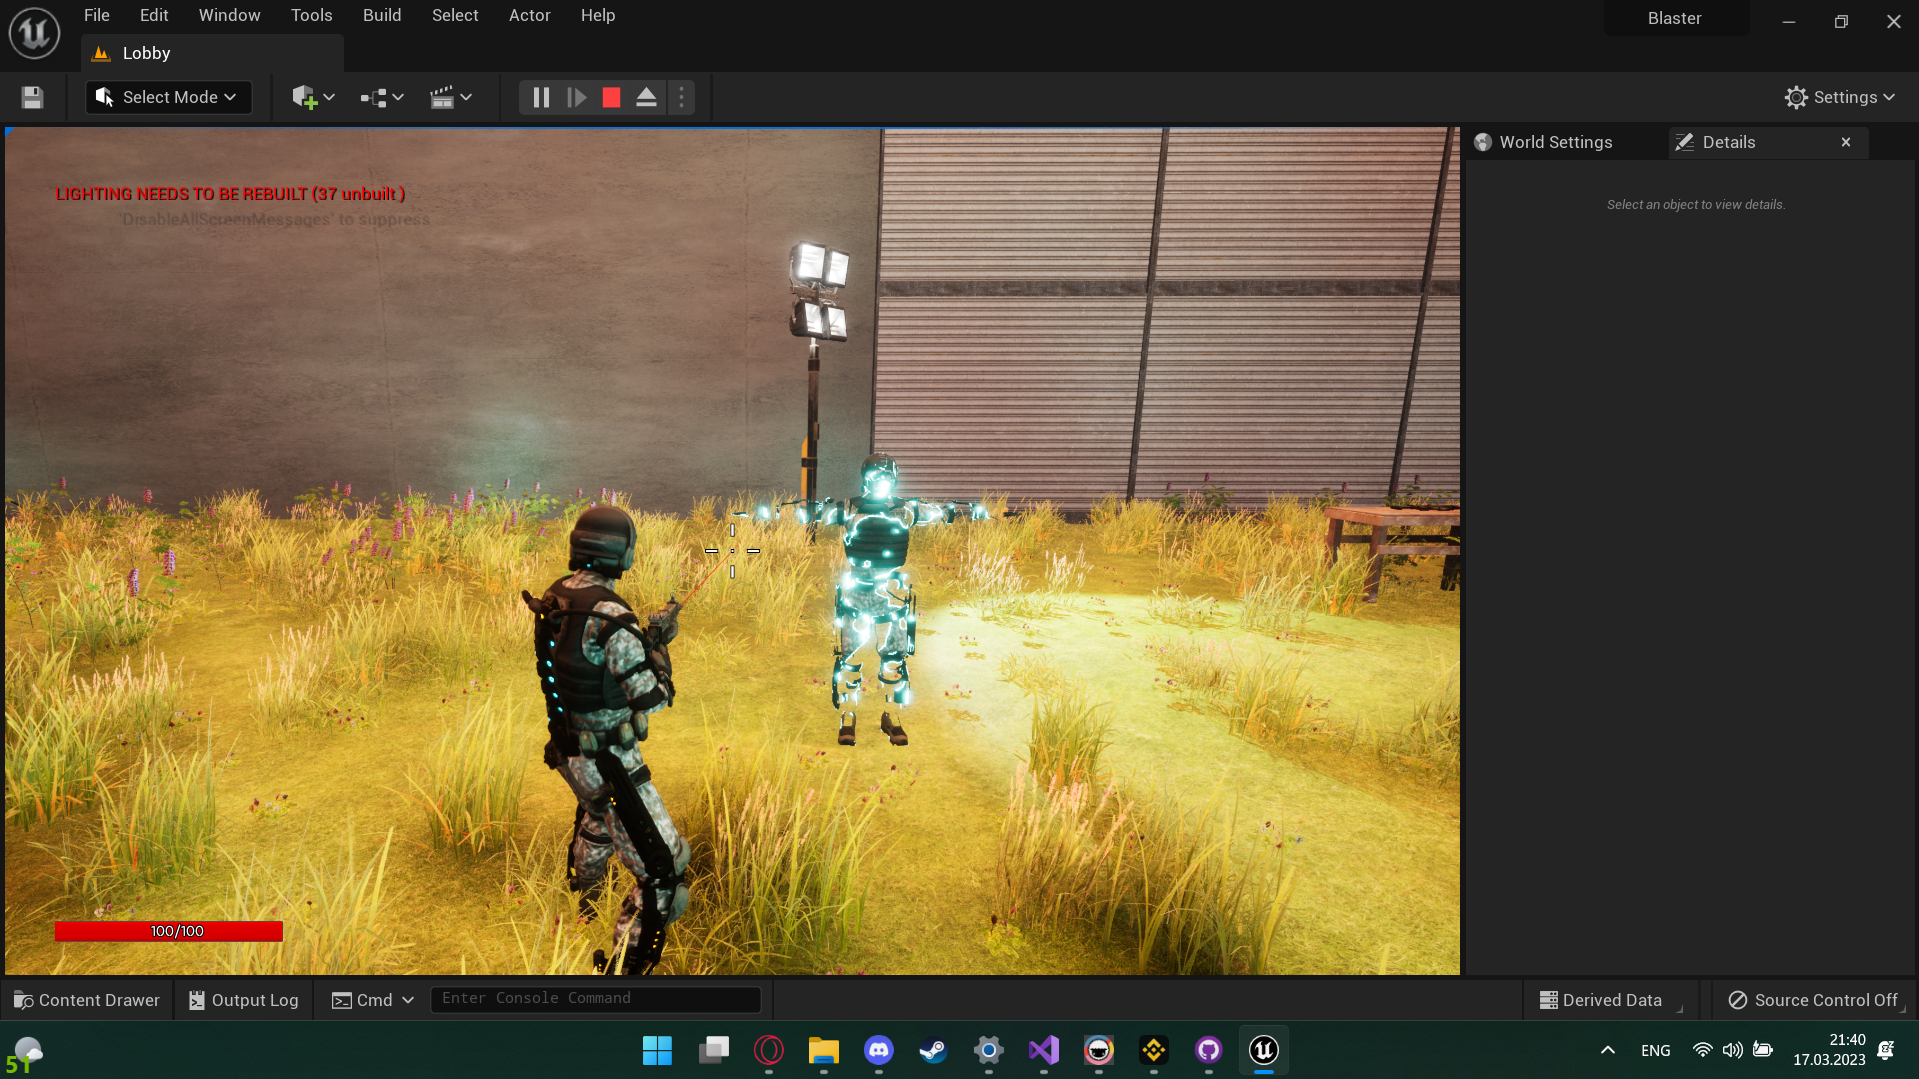 File Edit Window Tools Build Select Actor Help
Blaster
Lobby
Select Mode
Settings
World Settings
Details
LIGHTING NEEDS TO BE REBUILT (37 unbuilt)
'DisableAllScreenMessages' to suppress
Select an object to view details.
100/100
Content Drawer
Output Log
Cmd
Enter Console Command
Derived Data
Source Control Off
51
ENG
21:40
17.03.2023